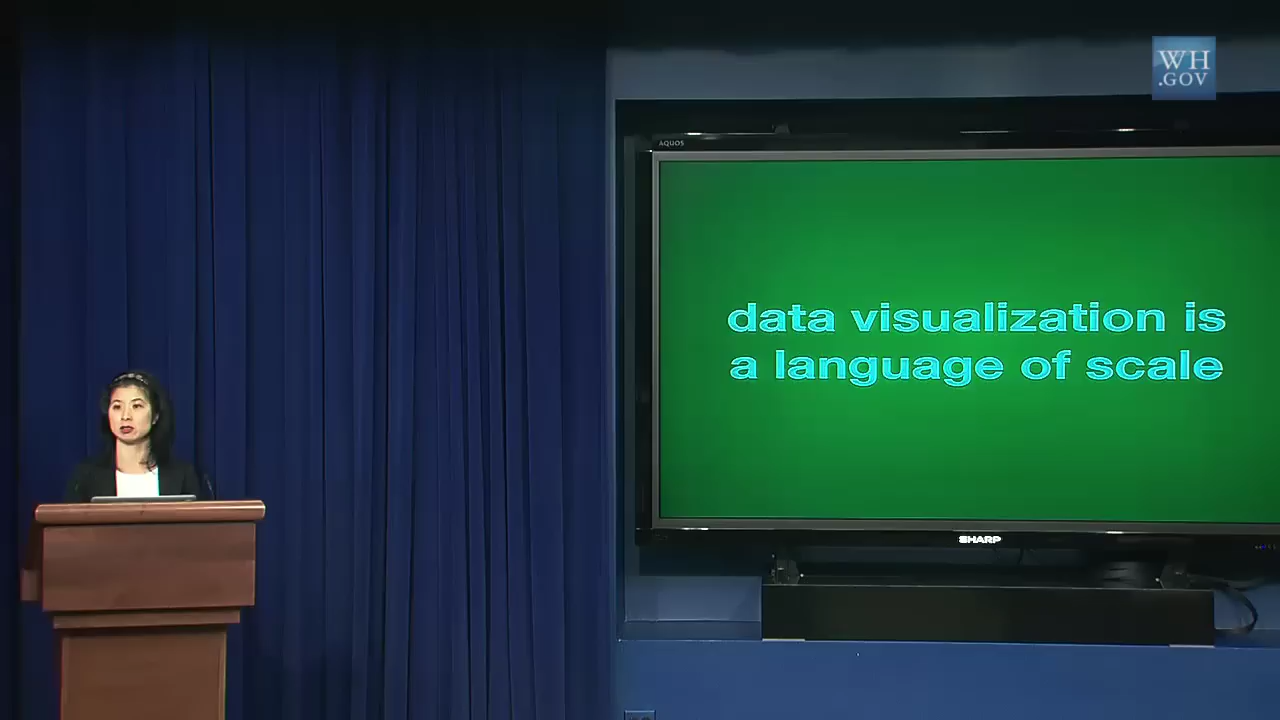 WH
.GOV
AQUOS
data visualization is
a language of scale
SHARP